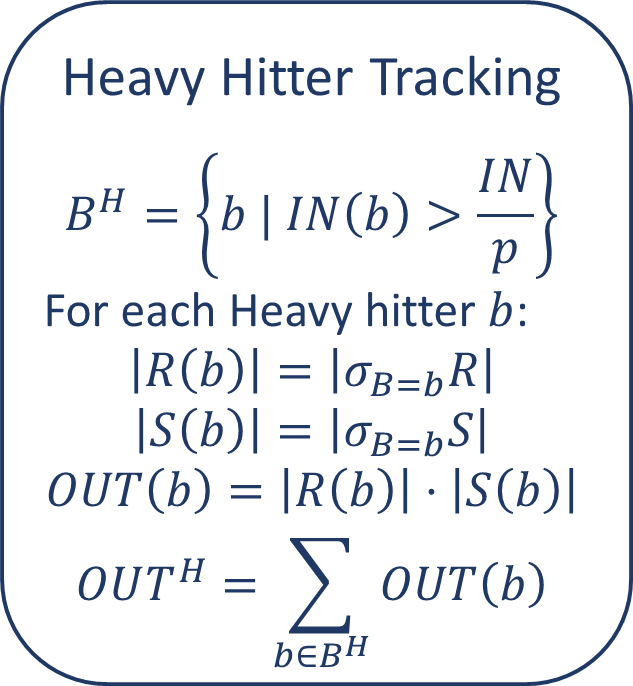 Heavy Hitter Tracking
B^H = {b | IN(b) > IN/p}
For each Heavy hitter b:
|R(b)| = |σ_{B=b}R|
|S(b)| = |σ_{B=b}S|
OUT(b) = |R(b)| · |S(b)|
OUT^H = ∑_{b∈B^H} OUT(b)